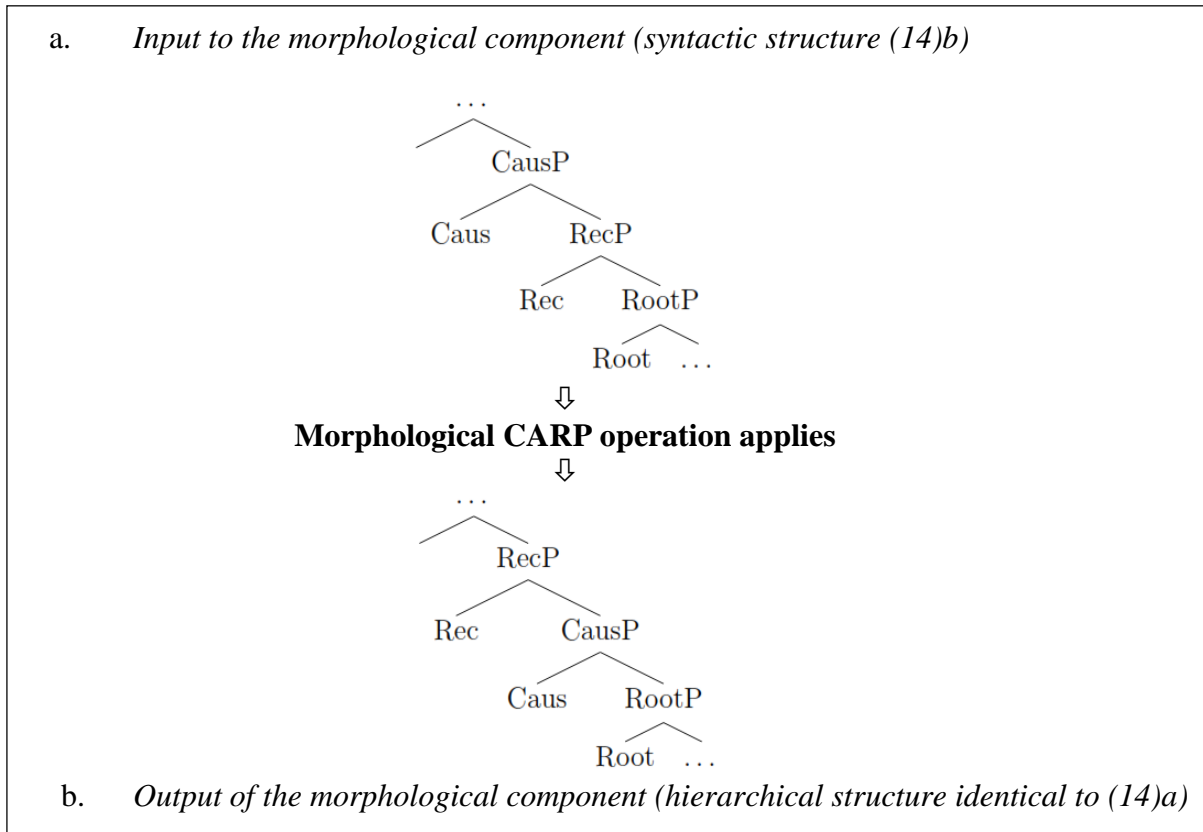 a. Input to the morphological component (syntactic structure (14)b)
. . .
CausP
Caus RecP
Rec RootP
Root . . .
⇩
Morphological CARP operation applies
⇩
. . .
RecP
Rec CausP
Caus RootP
Root . . .
b. Output of the morphological component (hierarchical structure identical to (14)a)